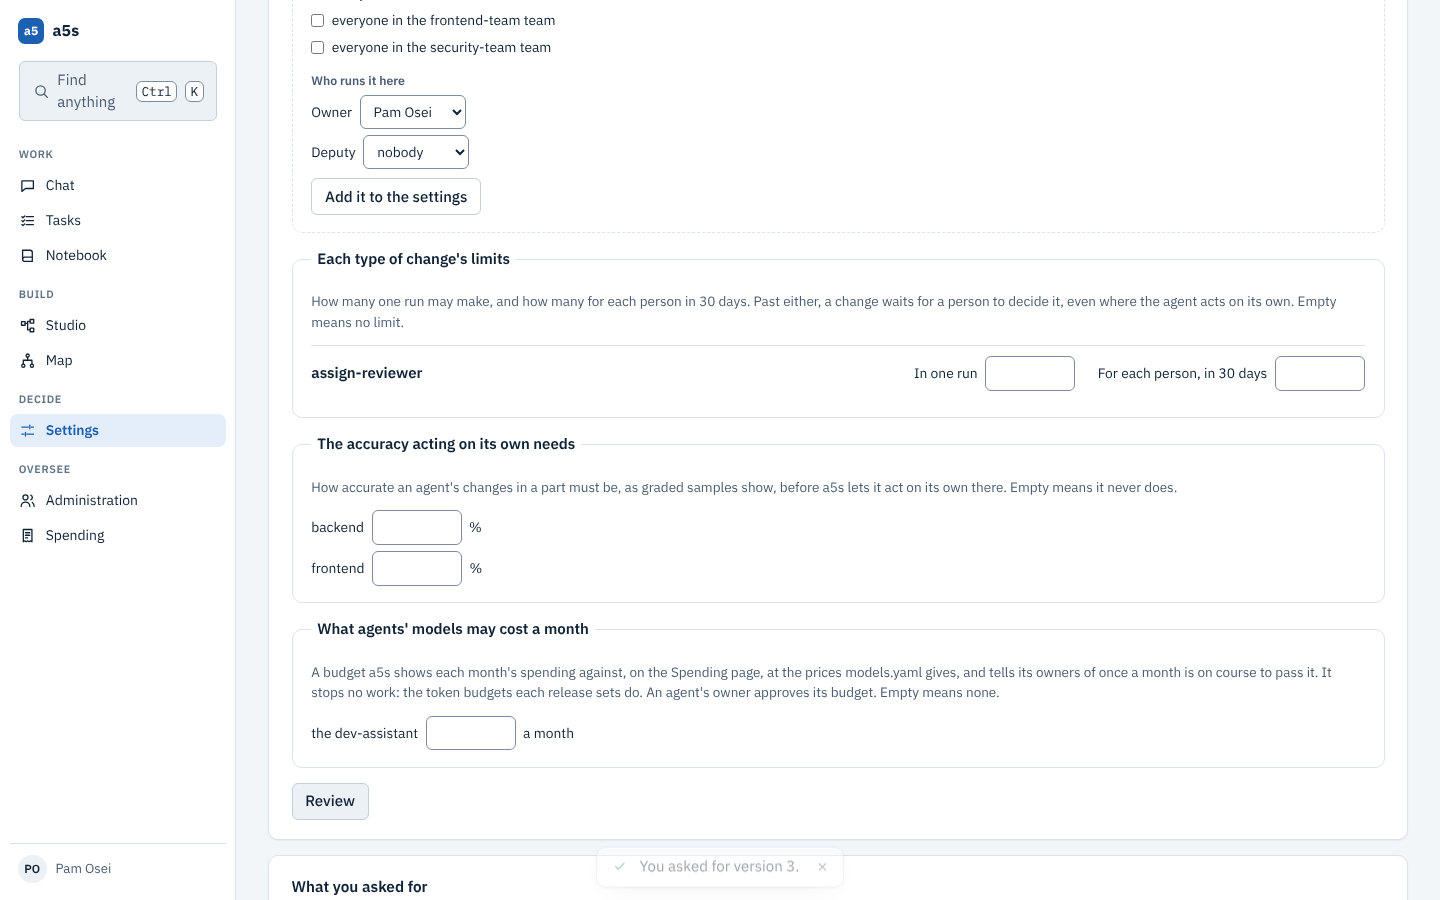 a5 a5s
Find
anything
Ctrl K
WORK
Chat
Tasks
Notebook
BUILD
Studio
Map
DECIDE
Settings
OVERSEE
Administration
Spending
PO Pam Osei
everyone in the frontend-team team
everyone in the security-team team
Who runs it here
Owner Pam Osei
Deputy nobody
Add it to the settings
Each type of change's limits
How many one run may make, and how many for each person in 30 days. Past either, a change waits for a person to decide it, even where the agent acts on its own. Empty
means no limit.
assign-reviewer In one run For each person, in 30 days
The accuracy acting on its own needs
How accurate an agent's changes in a part must be, as graded samples show, before a5s lets it act on its own there. Empty means it never does.
backend %
frontend %
What agents' models may cost a month
A budget a5s shows each month's spending against, on the Spending page, at the prices models.yaml gives, and tells its owners of once a month is on course to pass it. It
stops no work: the token budgets each release sets do. An agent's owner approves its budget. Empty means none.
the dev-assistant a month
Review
You asked for version 3.
What you asked for